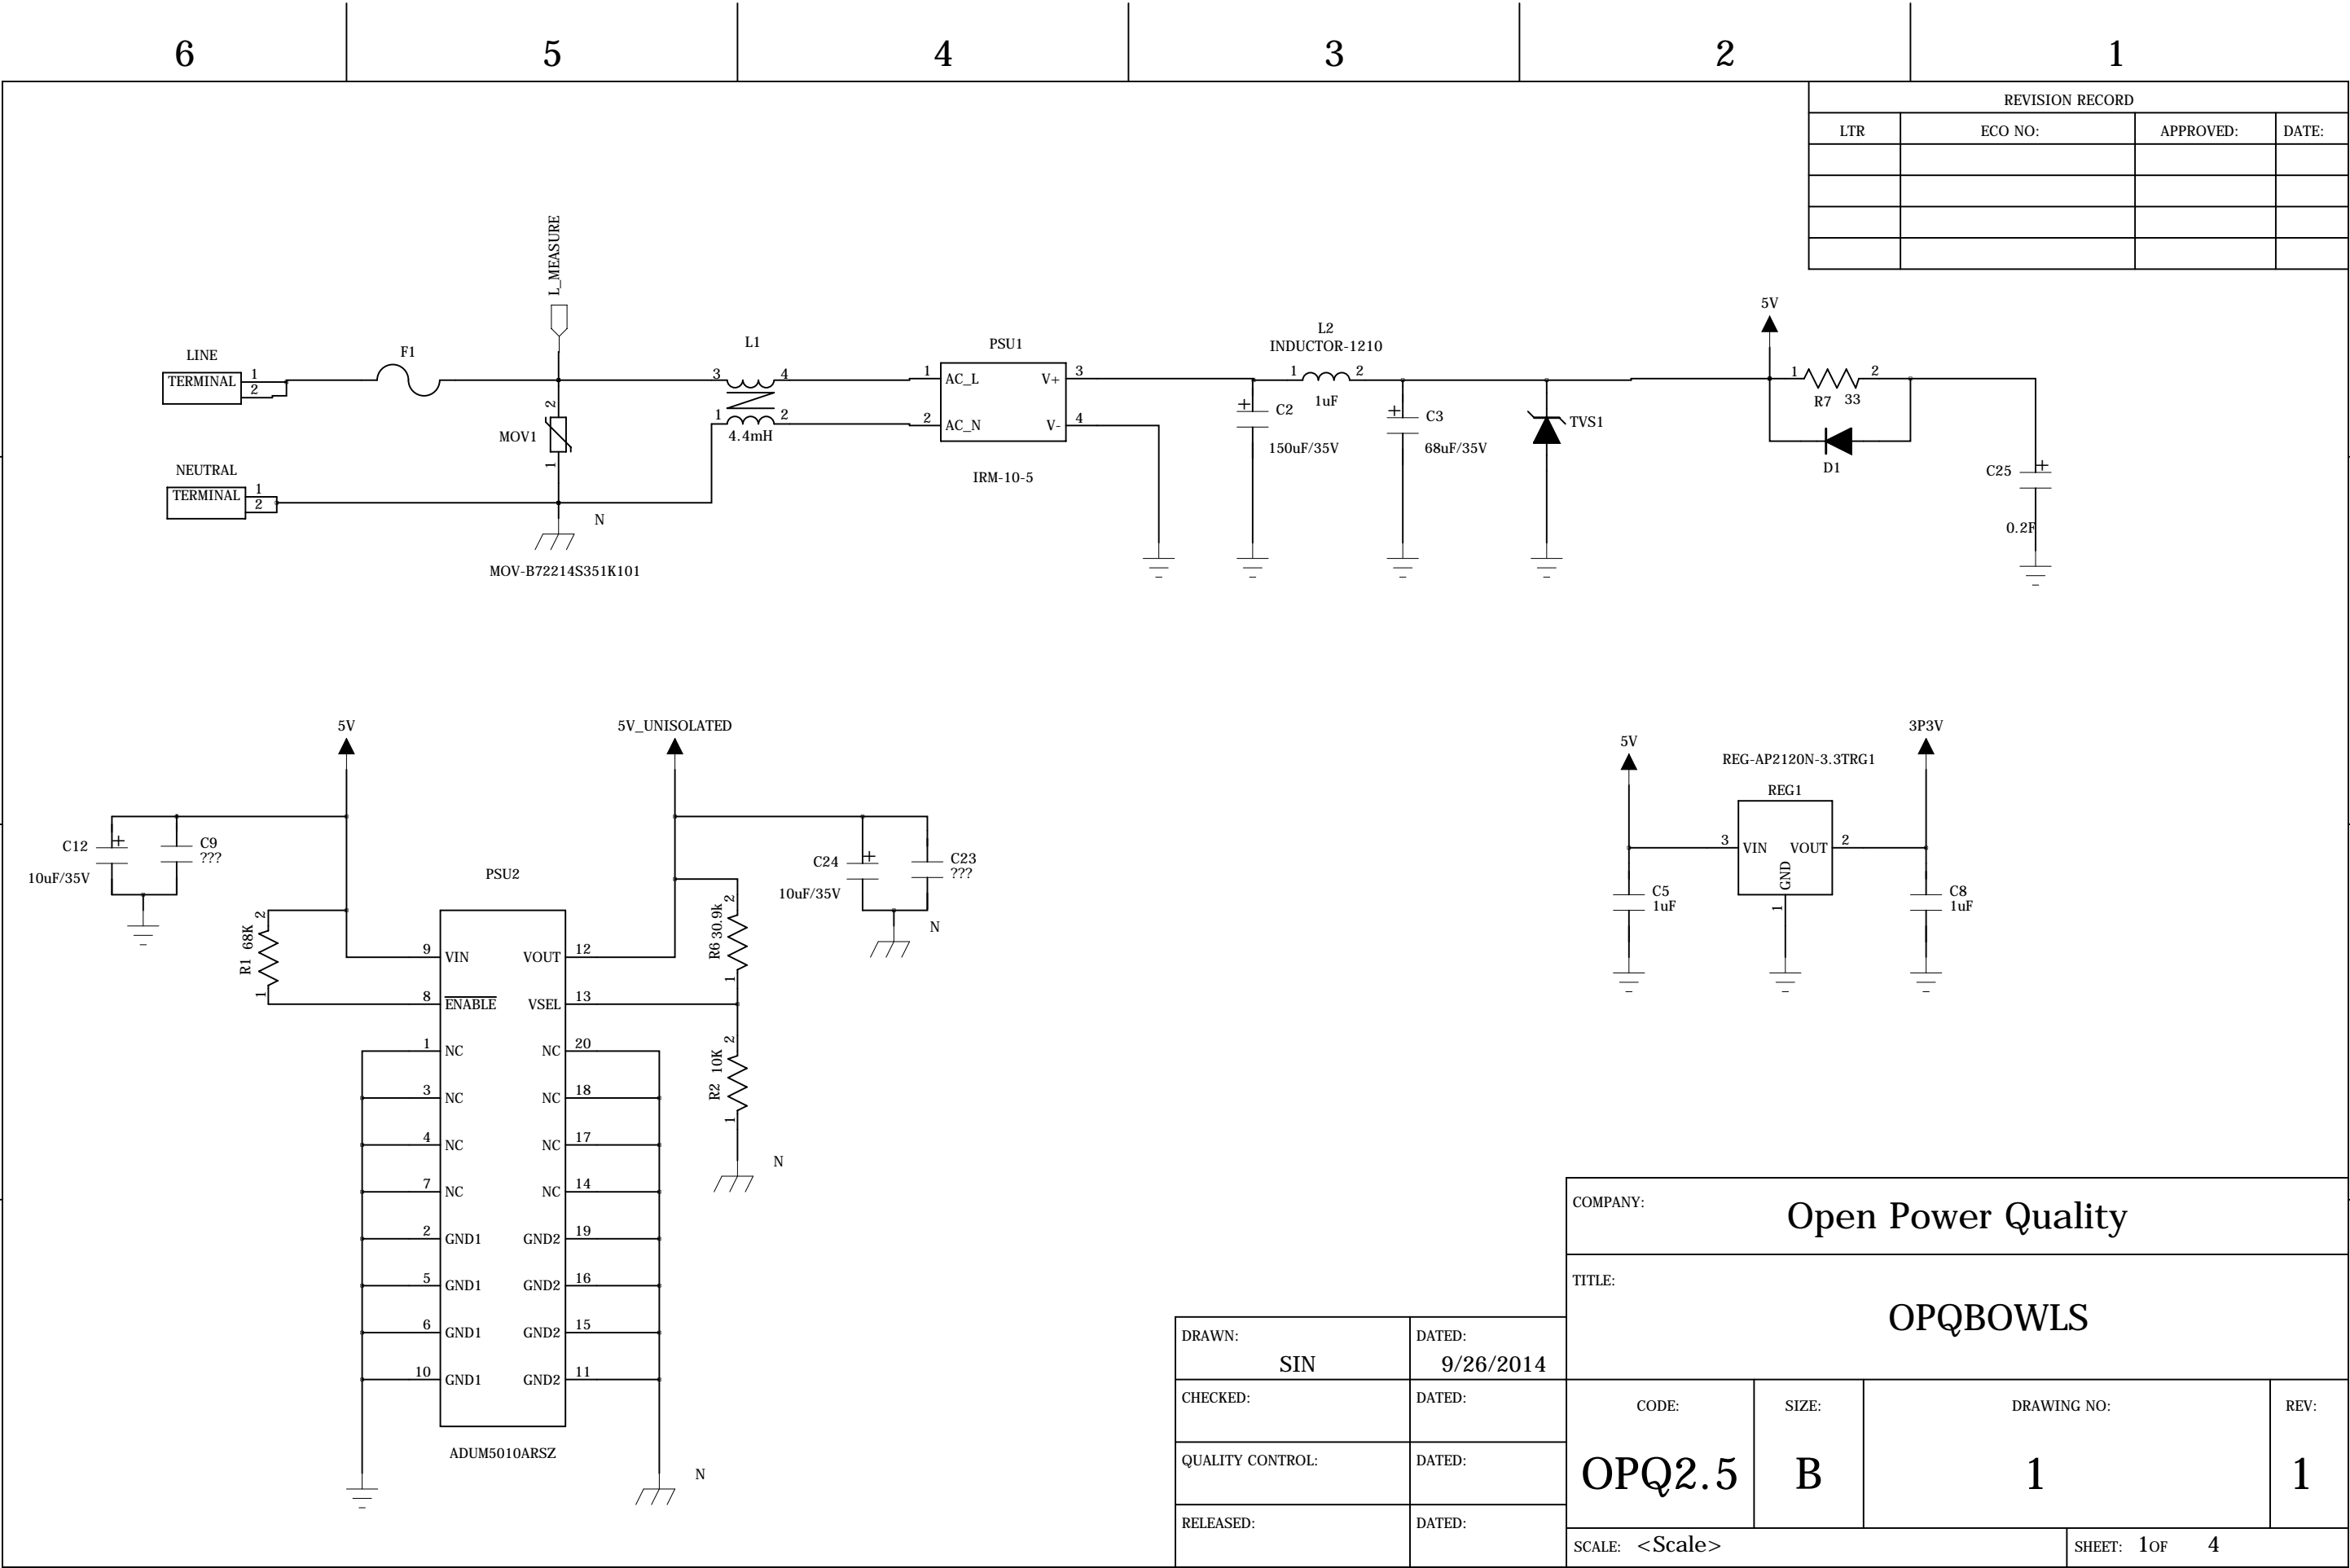 6 5 4 3 2 1
REVISION RECORD
LTR ECO NO: APPROVED: DATE:
L_MEASURE
LINE
TERMINAL 1
2
F1
MOV1
2
1
NEUTRAL
TERMINAL 1
2
N
MOV-B72214S351K101
L1
3 4
1 2
4.4mH
PSU1
1 AC_L V+ 3
2 AC_N V- 4
IRM-10-5
L2
INDUCTOR-1210
1 2
1uF
+ C2
150uF/35V
+ C3
68uF/35V
TVS1
5V
1 2
R7 33
D1
C25 +
0.2F
5V
C12 +
10uF/35V
C9
???
R1 68K
2
1
5V_UNISOLATED
C24 +
10uF/35V
C23
???
N
R6 30.9k
2
1
R2 10K
2
1
N
PSU2
9 VIN VOUT 12
8 ENABLE VSEL 13
1 NC NC 20
3 NC NC 18
4 NC NC 17
7 NC NC 14
2 GND1 GND2 19
5 GND1 GND2 16
6 GND1 GND2 15
10 GND1 GND2 11
ADUM5010ARSZ
N
5V
3P3V
REG-AP2120N-3.3TRG1
REG1
3 VIN VOUT 2
GND
1
C5
1uF
C8
1uF
COMPANY:
Open Power Quality
TITLE:
OPQBOWLS
DRAWN: DATED:
SIN 9/26/2014
CHECKED: DATED:
QUALITY CONTROL: DATED:
RELEASED: DATED:
CODE: SIZE: DRAWING NO: REV:
OPQ2.5 B 1 1
SCALE: <Scale> SHEET: 1 OF 4